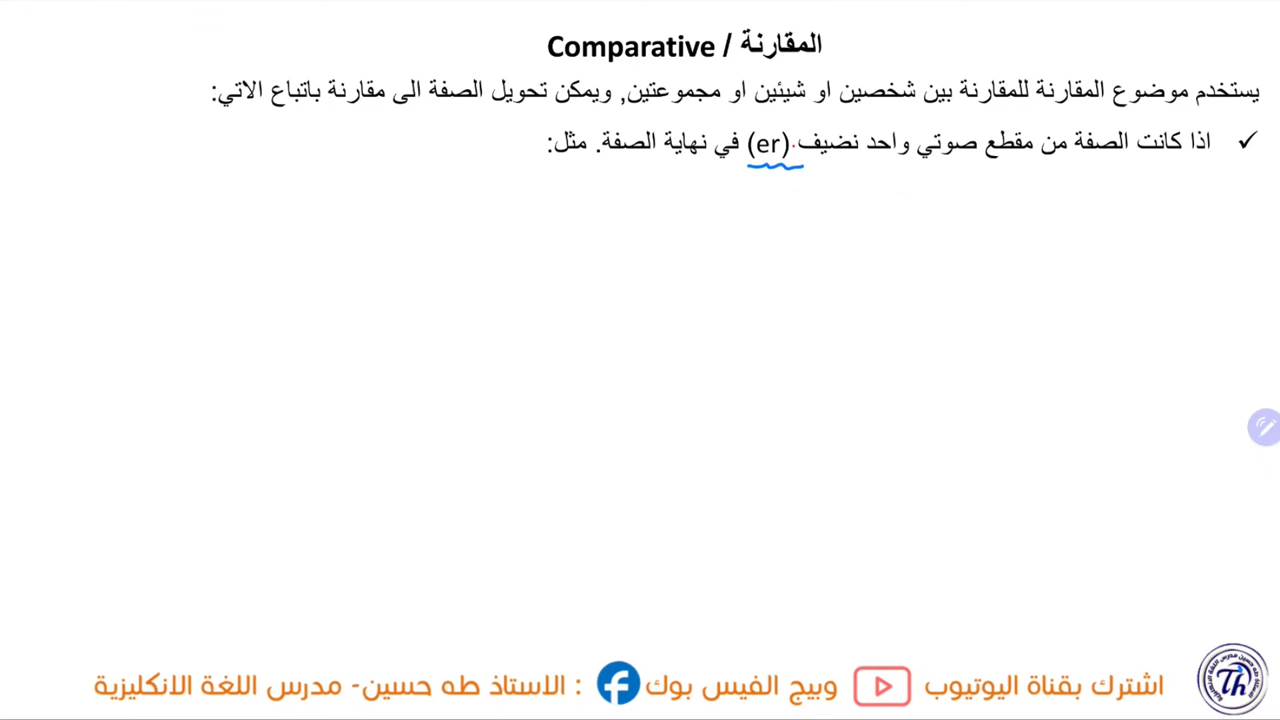 المقارنة / Comparative
يستخدم موضوع المقارنة للمقارنة بين شخصين او شيئين او مجموعتين, ويمكن تحويل الصفة الى مقارنة باتباع الاتي:
✓ اذا كانت الصفة من مقطع صوتي واحد نضيف (er) في نهاية الصفة. مثل:
اشترك بقناة اليوتيوب وبيج الفيس بوك : الاستاذ طه حسين- مدرس اللغة الانكليزية
Th